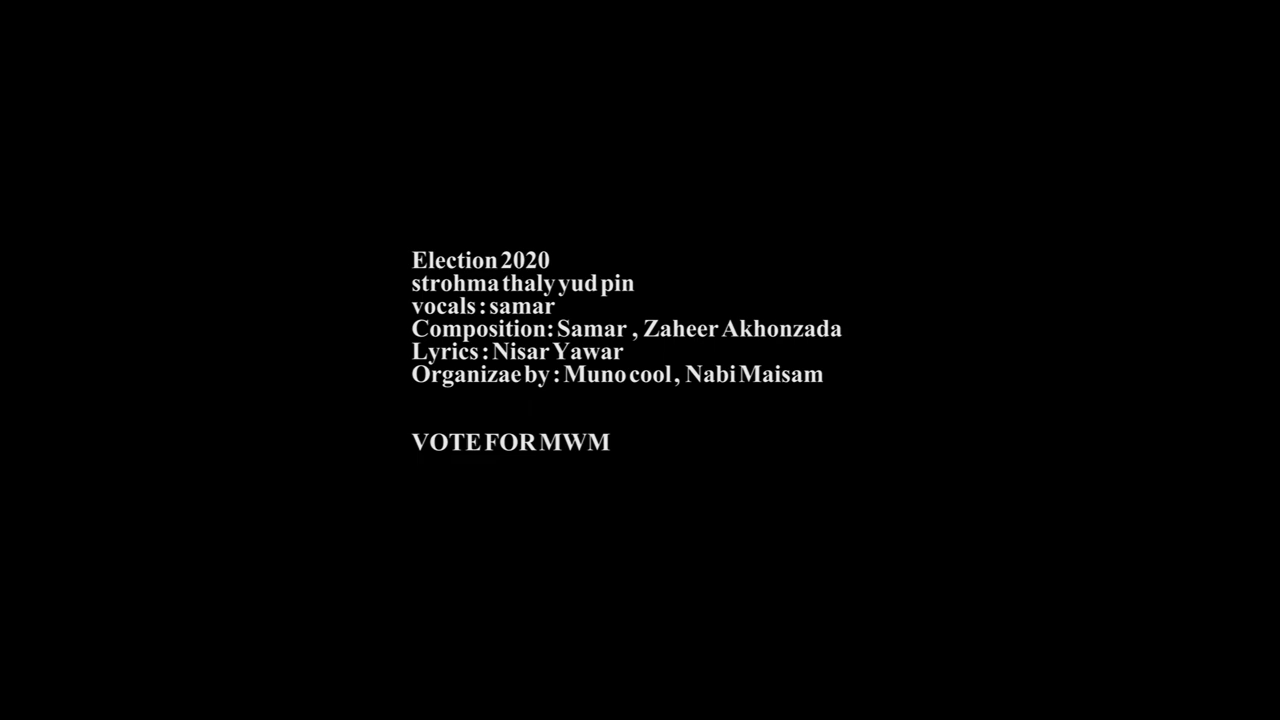 Election 2020
strohma thaly yud pin
vocals : samar
Composition: Samar , Zaheer Akhonzada
Lyrics : Nisar Yawar
Organizae by : Muno cool , Nabi Maisam
VOTE FOR MWM